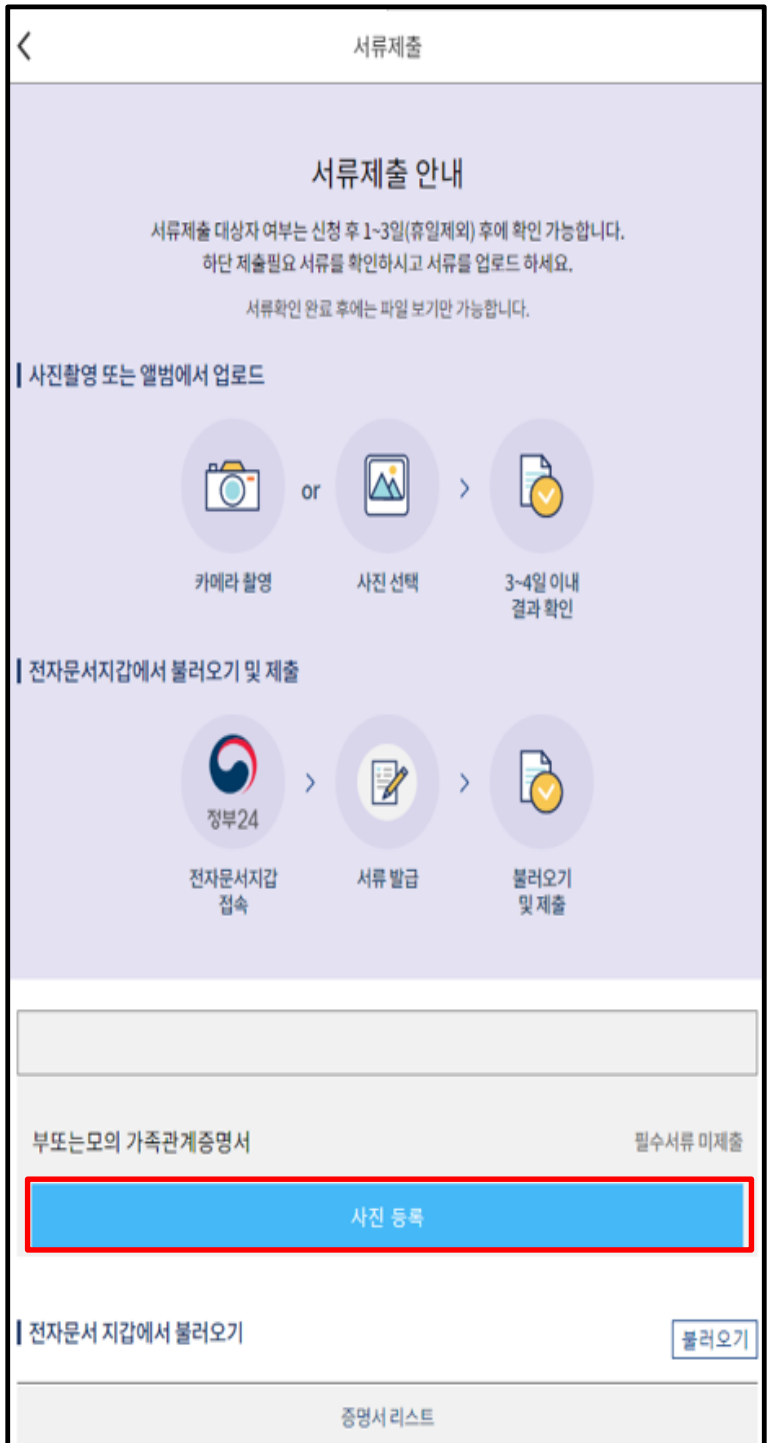 서류제출
서류제출 안내
서류제출 대상자 여부는 신청 후 1~3일(휴일제외) 후에 확인 가능합니다.
하단 제출필요 서류를 확인하시고 서류를 업로드 하세요.
서류확인 완료 후에는 파일 보기만 가능합니다.
사진촬영 또는 앨범에서 업로드
or
카메라 촬영
사진 선택
3~4일 이내
결과 확인
전자문서지갑에서 불러오기 및 제출
정부24
전자문서지갑
접속
서류 발급
불러오기
및 제출
부또는모의 가족관계증명서
필수서류 미제출
사진 등록
전자문서 지갑에서 불러오기
불러오기
증명서 리스트